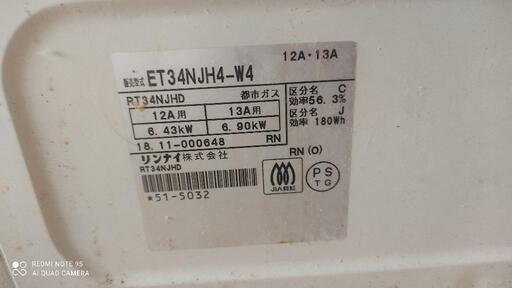 12A・13A
販売型式 ET34NJH4-W4
RT34NJHD 都市ガス
12A用 13A用
6.43kW 6.90kW
区分名 C
効率56.3%
区分名 J
効率 180Wh
18.11-000648 RN
リンナイ株式会社
RT34NJHD
RN (O)
*51-5032
JIA認証
PS
TG
REDMI NOTE 9S
AI QUAD CAMERA